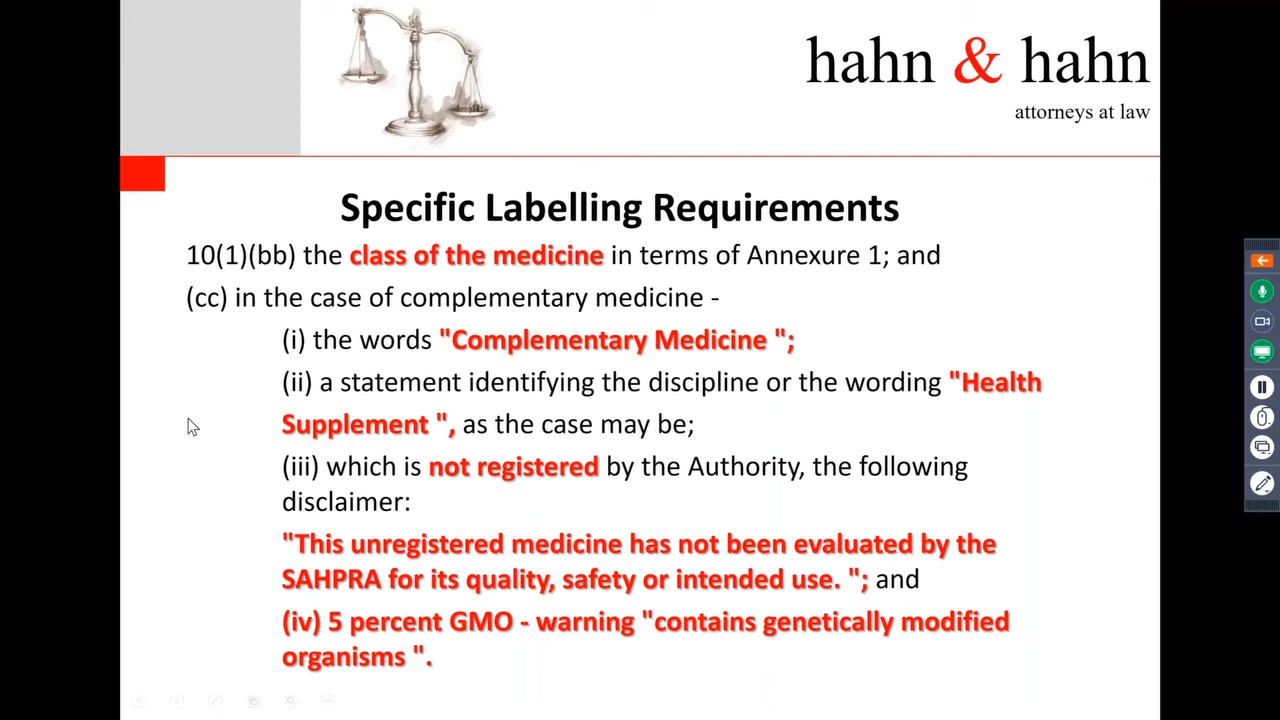 hahn & hahn
attorneys at law
Specific Labelling Requirements
10(1)(bb) the class of the medicine in terms of Annexure 1; and
(cc) in the case of complementary medicine -
(i) the words "Complementary Medicine ";
(ii) a statement identifying the discipline or the wording "Health
Supplement ", as the case may be;
(iii) which is not registered by the Authority, the following
disclaimer:
"This unregistered medicine has not been evaluated by the
SAHPRA for its quality, safety or intended use. "; and
(iv) 5 percent GMO - warning "contains genetically modified
organisms ".